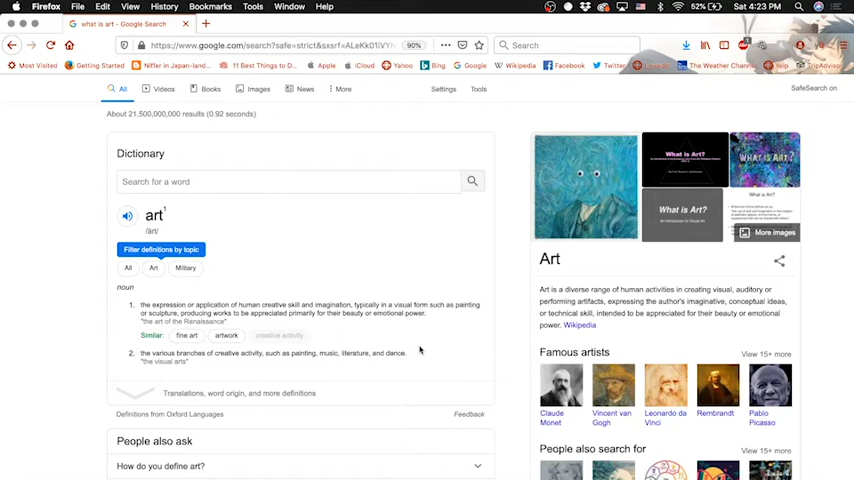 Firefox File Edit View History Bookmarks Tools Window Help
52% Sat 4:23 PM
what is art - Google Search
https://www.google.com/search?safe=strict&sxsrf=ALeKk01iVYh
90%
Search
Most Visited Getting Started Niffer in Japan-land... 11 Best Things to D... Apple iCloud Yahoo Bing Google Wikipedia Facebook Twitter The Weather Chann... Yelp TripAdvisor
All Videos Books Images News More Settings Tools
SafeSearch on
About 21,500,000,000 results (0.92 seconds)
Dictionary
Search for a word
art1
/ärt/
Filter definitions by topic
All Art Military
noun
1. the expression or application of human creative skill and imagination, typically in a visual form such as painting
or sculpture, producing works to be appreciated primarily for their beauty or emotional power.
"the art of the Renaissance"
Similar: fine art artwork creative activity
2. the various branches of creative activity, such as painting, music, literature, and dance.
"the visual arts"
Translations, word origin, and more definitions
Definitions from Oxford Languages
Feedback
People also ask
How do you define art?
What is Art?
WHAT IS ART?
What is Art?
What is Art?
More images
Art
Art is a diverse range of human activities in creating visual, auditory or
performing artifacts, expressing the author's imaginative, conceptual ideas,
or technical skill, intended to be appreciated for their beauty or emotional
power. Wikipedia
Famous artists
View 15+ more
Claude
Monet
Vincent van
Gogh
Leonardo da
Vinci
Rembrandt
Pablo
Picasso
People also search for
View 15+ more